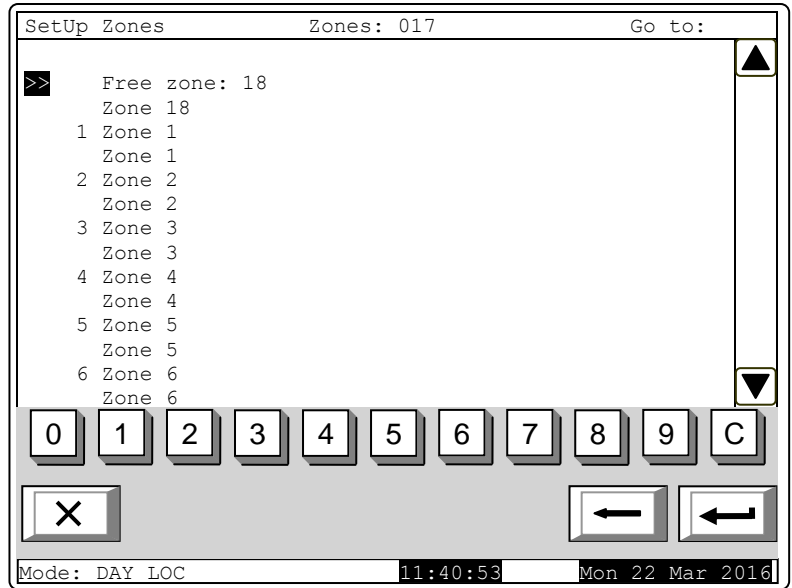 SetUp Zones Zones: 017 Go to:
>> Free zone: 18
Zone 18
1 Zone 1
Zone 1
2 Zone 2
Zone 2
3 Zone 3
Zone 3
4 Zone 4
Zone 4
5 Zone 5
Zone 5
6 Zone 6
Zone 6
0 1 2 3 4 5 6 7 8 9 C
Mode: DAY LOC 11:40:53 Mon 22 Mar 2016